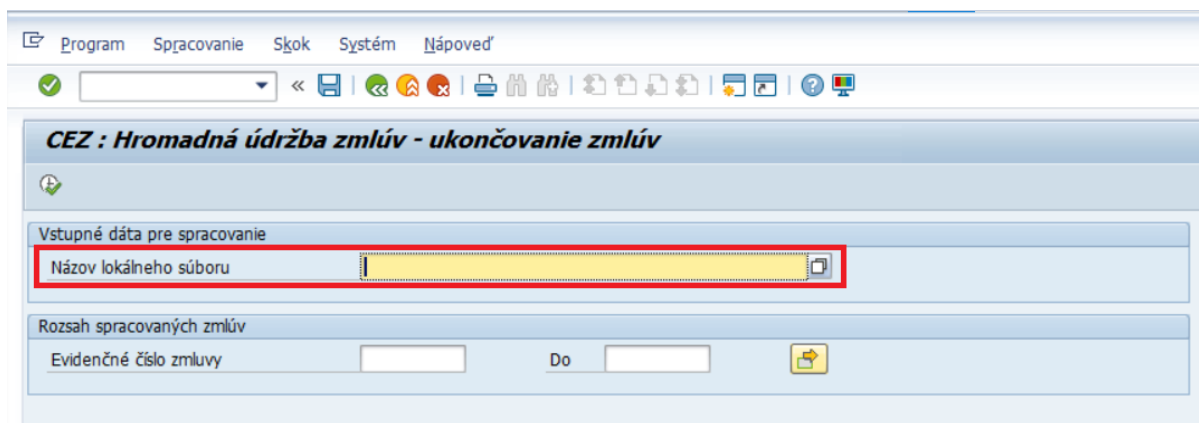 Program Spracovanie Skok Systém Nápoveď
CEZ : Hromadná údržba zmlúv - ukončovanie zmlúv
Vstupné dáta pre spracovanie
Názov lokálneho súboru
Rozsah spracovaných zmlúv
Evidenčné číslo zmluvy Do